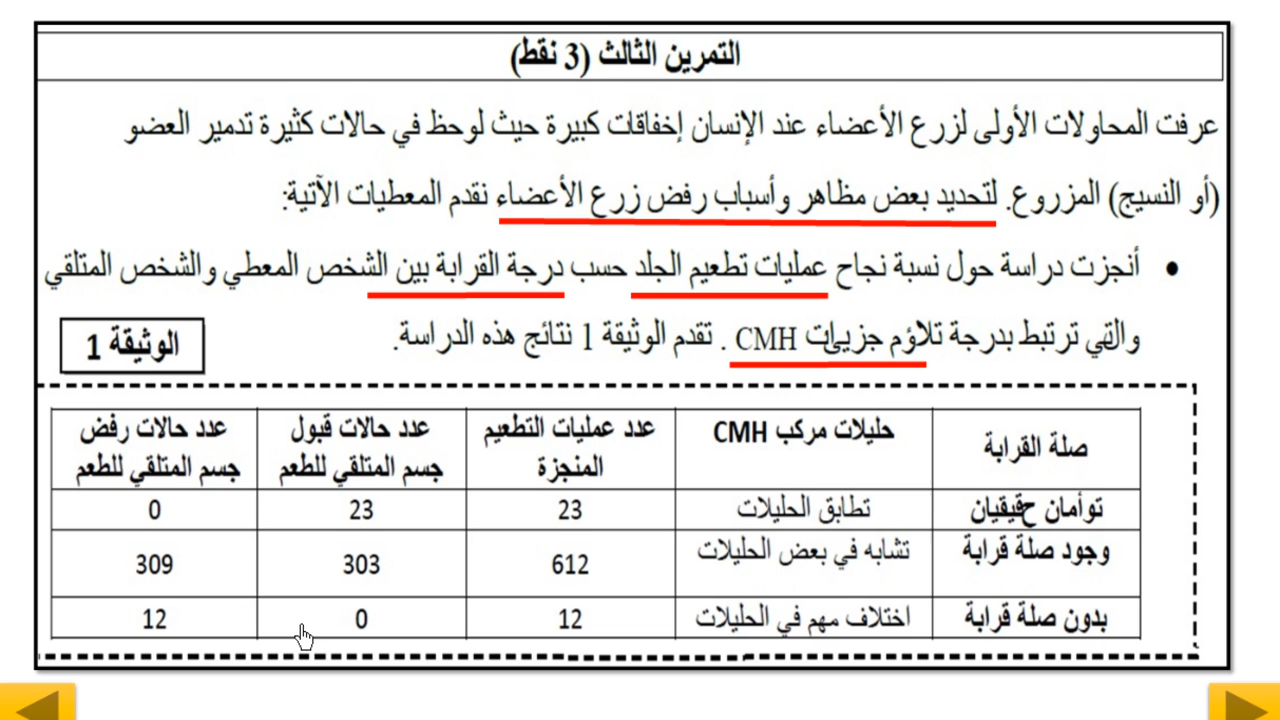 التمرين الثالث (3 نقط)
عرفت المحاولات الأولى لزرع الأعضاء عند الإنسان إخفاقات كبيرة حيث لوحظ في حالات كثيرة تدمير العضو
(أو النسيج) المزروع. لتحديد بعض مظاهر وأسباب رفض زرع الأعضاء نقدم المعطيات الآتية:
• أنجزت دراسة حول نسبة نجاح عمليات تطعيم الجلد حسب درجة القرابة بين الشخص المعطي والشخص المتلقي
والتي ترتبط بدرجة تلاؤم جزيئات CMH . تقدم الوثيقة 1 نتائج هذه الدراسة.
الوثيقة 1
صلة القرابة | حليلات مركب CMH | عدد عمليات التطعيم المنجزة | عدد حالات قبول جسم المتلقي للطعم | عدد حالات رفض جسم المتلقي للطعم
توأمان حقيقيان | تطابق الحليلات | 23 | 23 | 0
وجود صلة قرابة | تشابه في بعض الحليلات | 612 | 303 | 309
بدون صلة قرابة | اختلاف مهم في الحليلات | 12 | 0 | 12